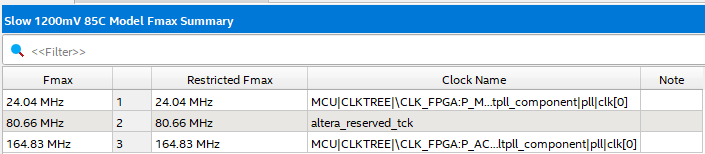 Slow 1200mV 85C Model Fmax Summary
<<Filter>>
Fmax Restricted Fmax Clock Name Note
24.04 MHz 1 24.04 MHz MCU|CLKTREE|\CLK_FPGA:P_M...tpll_component|pll|clk[0]
80.66 MHz 2 80.66 MHz altera_reserved_tck
164.83 MHz 3 164.83 MHz MCU|CLKTREE|\CLK_FPGA:P_AC...ltpll_component|pll|clk[0]